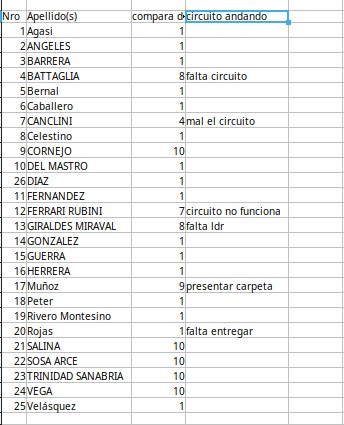 Nro Apellido(s) compara d circuito andando
1 Agasi 1
2 ANGELES 1
3 BARRERA 1
4 BATTAGLIA 8 falta circuito
5 Bernal 1
6 Caballero 1
7 CANCLINI 4 mal el circuito
8 Celestino 1
9 CORNEJO 10
10 DEL MASTRO 1
26 DIAZ 1
11 FERNANDEZ 1
12 FERRARI RUBINI 7 circuito no funciona
13 GIRALDES MIRAVAL 8 falta ldr
14 GONZALEZ 1
15 GUERRA 1
16 HERRERA 1
17 Muñoz 9 presentar carpeta
18 Peter 1
19 Rivero Montesino 1
20 Rojas 1 falta entregar
21 SALINA 10
22 SOSA ARCE 10
23 TRINIDAD SANABRIA 10
24 VEGA 10
25 Velásquez 1